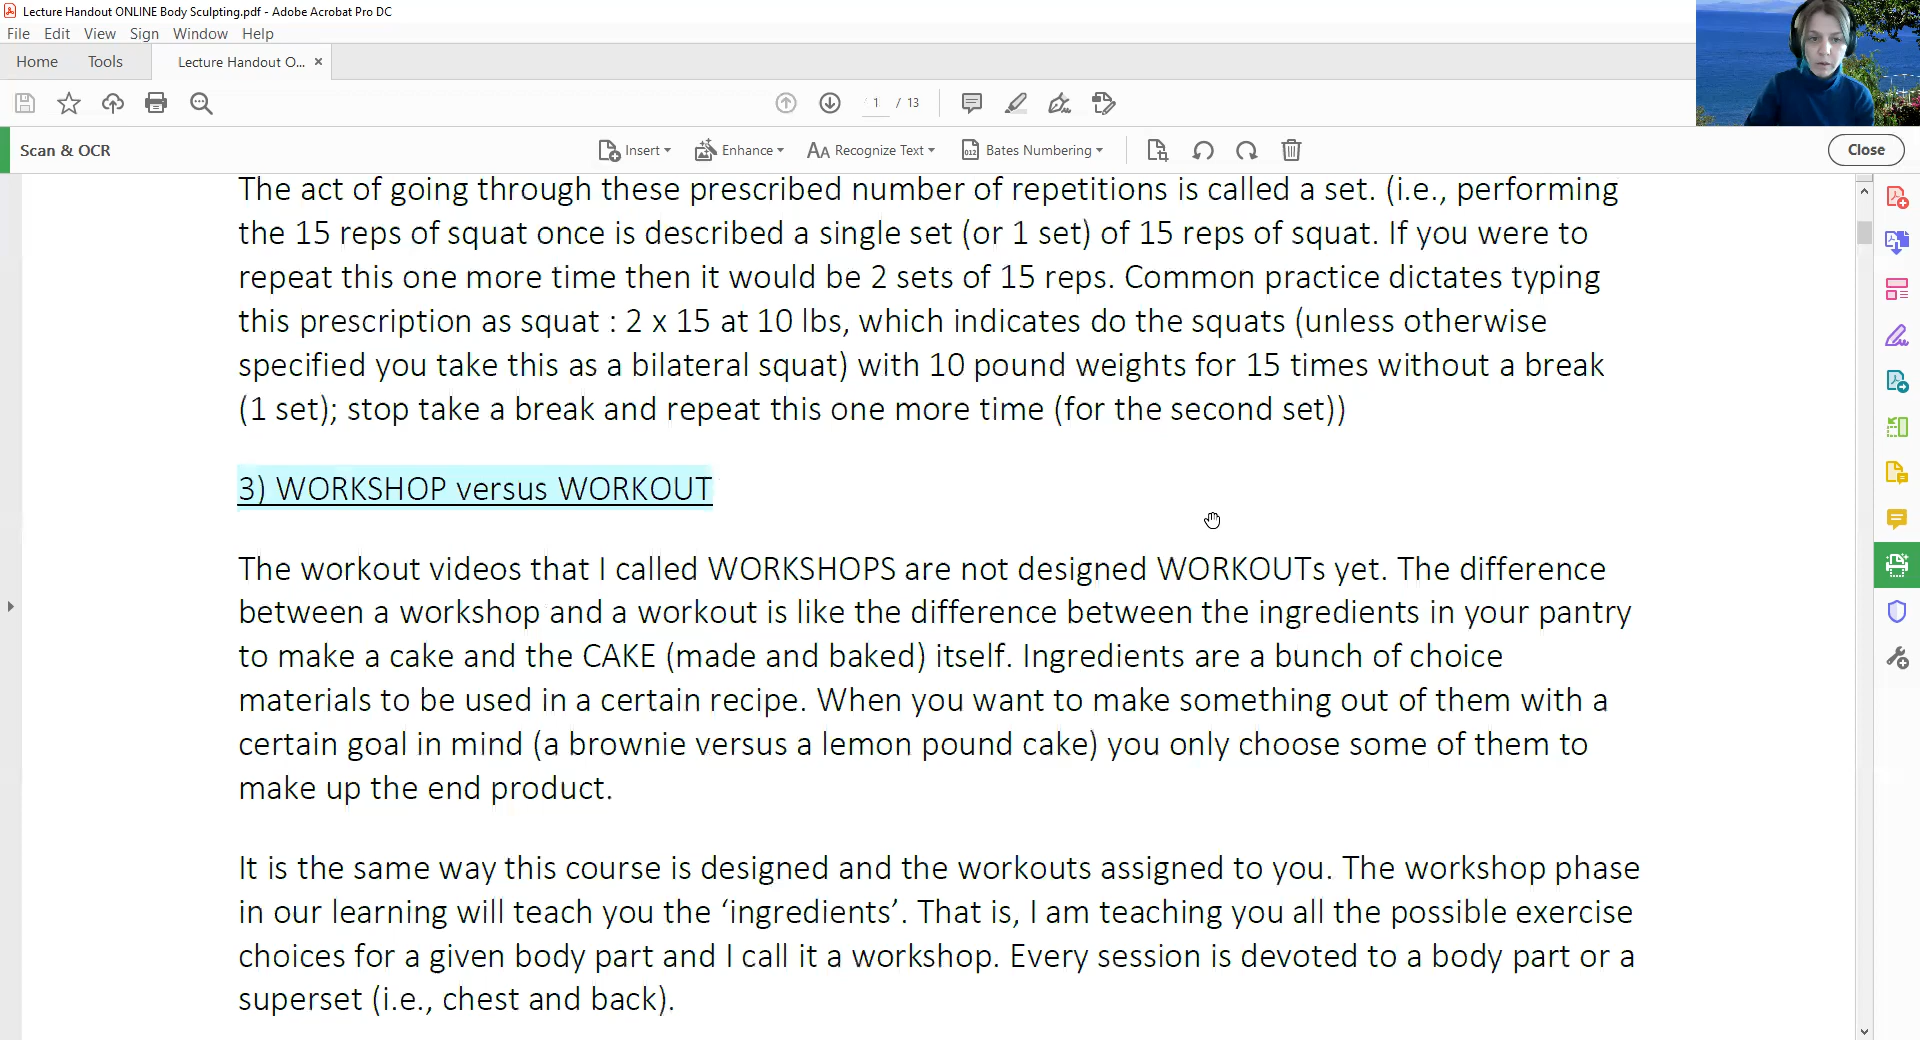 Lecture Handout ONLINE Body Sculpting.pdf - Adobe Acrobat Pro DC
File Edit View Sign Window Help
Home Tools Lecture Handout O... ×
1 / 13
Scan & OCR Insert Enhance Recognize Text Bates Numbering Close
The act of going through these prescribed number of repetitions is called a set. (i.e., performing
the 15 reps of squat once is described a single set (or 1 set) of 15 reps of squat. If you were to
repeat this one more time then it would be 2 sets of 15 reps. Common practice dictates typing
this prescription as squat : 2 x 15 at 10 lbs, which indicates do the squats (unless otherwise
specified you take this as a bilateral squat) with 10 pound weights for 15 times without a break
(1 set); stop take a break and repeat this one more time (for the second set))
3) WORKSHOP versus WORKOUT
The workout videos that I called WORKSHOPS are not designed WORKOUTs yet. The difference
between a workshop and a workout is like the difference between the ingredients in your pantry
to make a cake and the CAKE (made and baked) itself. Ingredients are a bunch of choice
materials to be used in a certain recipe. When you want to make something out of them with a
certain goal in mind (a brownie versus a lemon pound cake) you only choose some of them to
make up the end product.
It is the same way this course is designed and the workouts assigned to you. The workshop phase
in our learning will teach you the ‘ingredients’. That is, I am teaching you all the possible exercise
choices for a given body part and I call it a workshop. Every session is devoted to a body part or a
superset (i.e., chest and back).